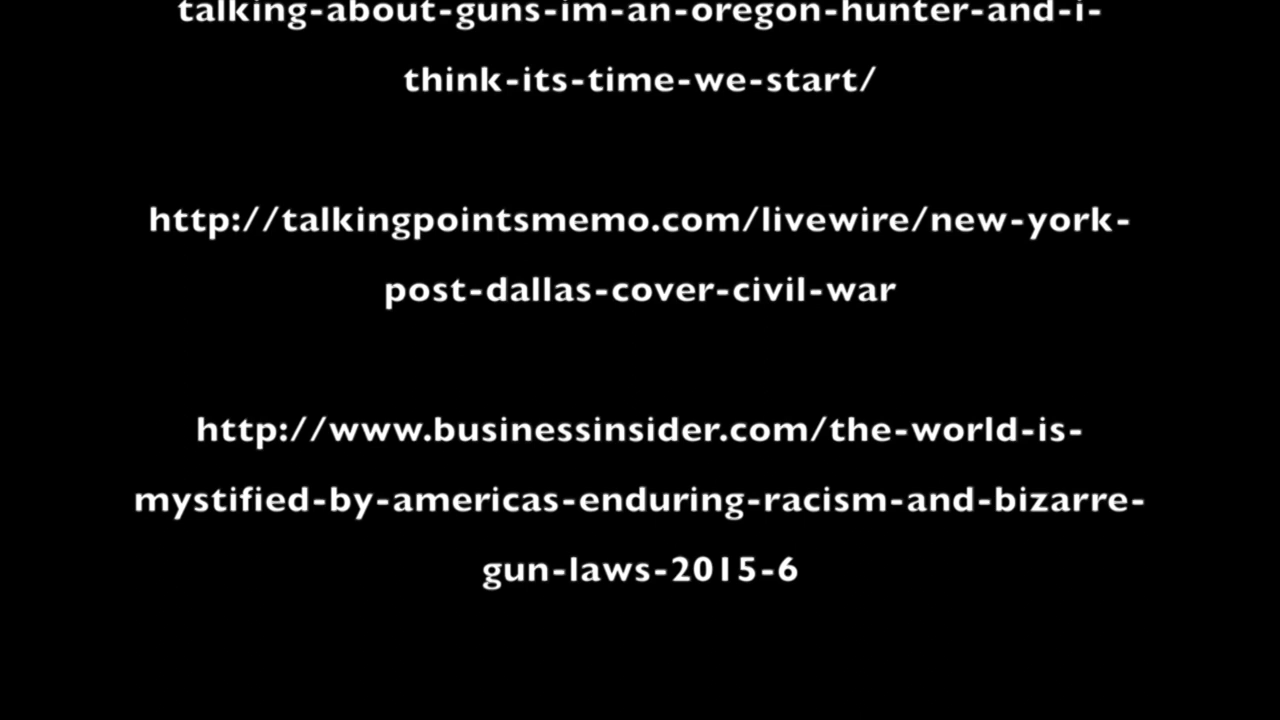 talking-about-guns-im-an-oregon-hunter-and-i-
think-its-time-we-start/
http://talkingpointsmemo.com/livewire/new-york-
post-dallas-cover-civil-war
http://www.businessinsider.com/the-world-is-
mystified-by-americas-enduring-racism-and-bizarre-
gun-laws-2015-6